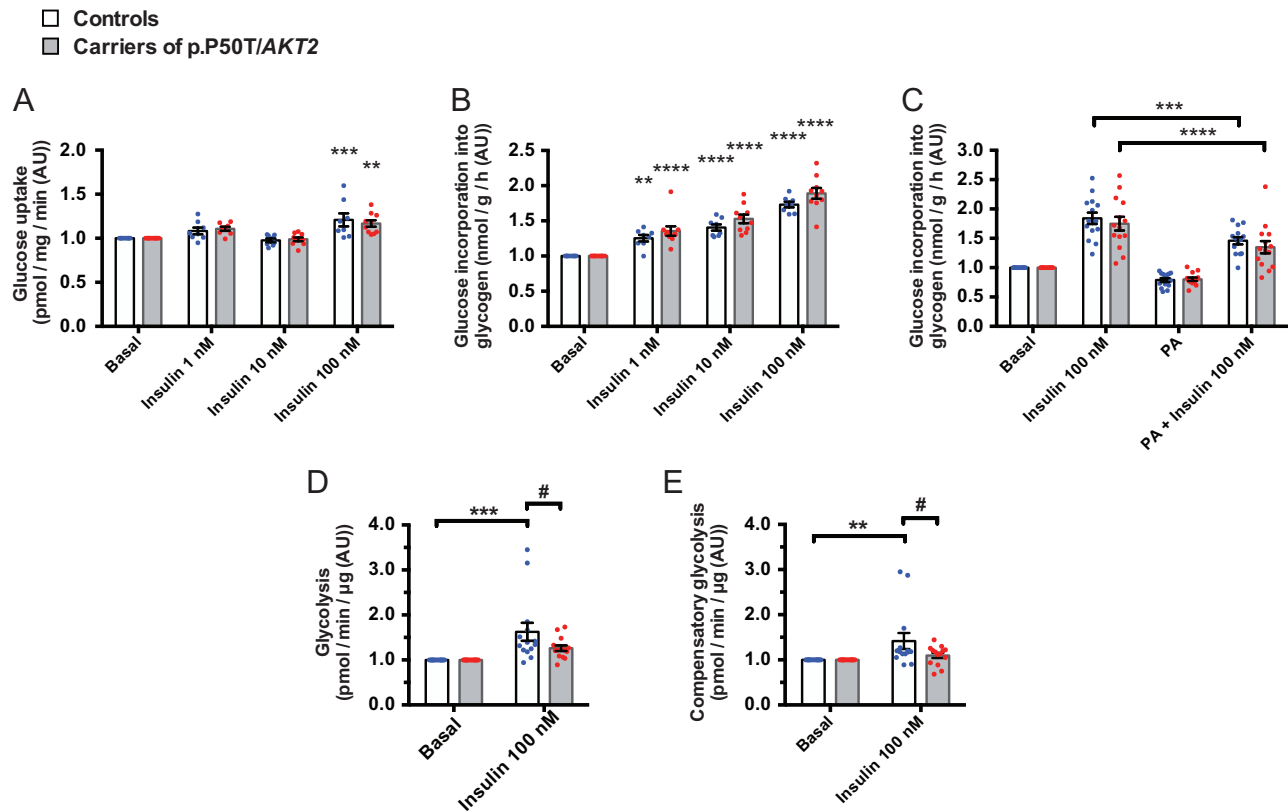 Controls
Carriers of p.P50T/AKT2
A
Glucose uptake
(pmol / mg / min (AU))
2.0
1.5
1.0
0.5
0.0
***
**
Basal
Insulin 1 nM
Insulin 10 nM
Insulin 100 nM
B
Glucose incorporation into
glycogen (nmol / g / h (AU))
2.5
2.0
1.5
1.0
0.5
0.0
**
****
****
****
****
****
Basal
Insulin 1 nM
Insulin 10 nM
Insulin 100 nM
C
Glucose incorporation into
glycogen (nmol / g / h (AU))
3.0
2.5
2.0
1.5
1.0
0.5
0.0
***
****
Basal
Insulin 100 nM
PA
PA + Insulin 100 nM
D
Glycolysis
(pmol / min / µg (AU))
4.0
3.0
2.0
1.0
0.0
***
#
Basal
Insulin 100 nM
E
Compensatory glycolysis
(pmol / min / µg (AU))
4.0
3.0
2.0
1.0
0.0
**
#
Basal
Insulin 100 nM